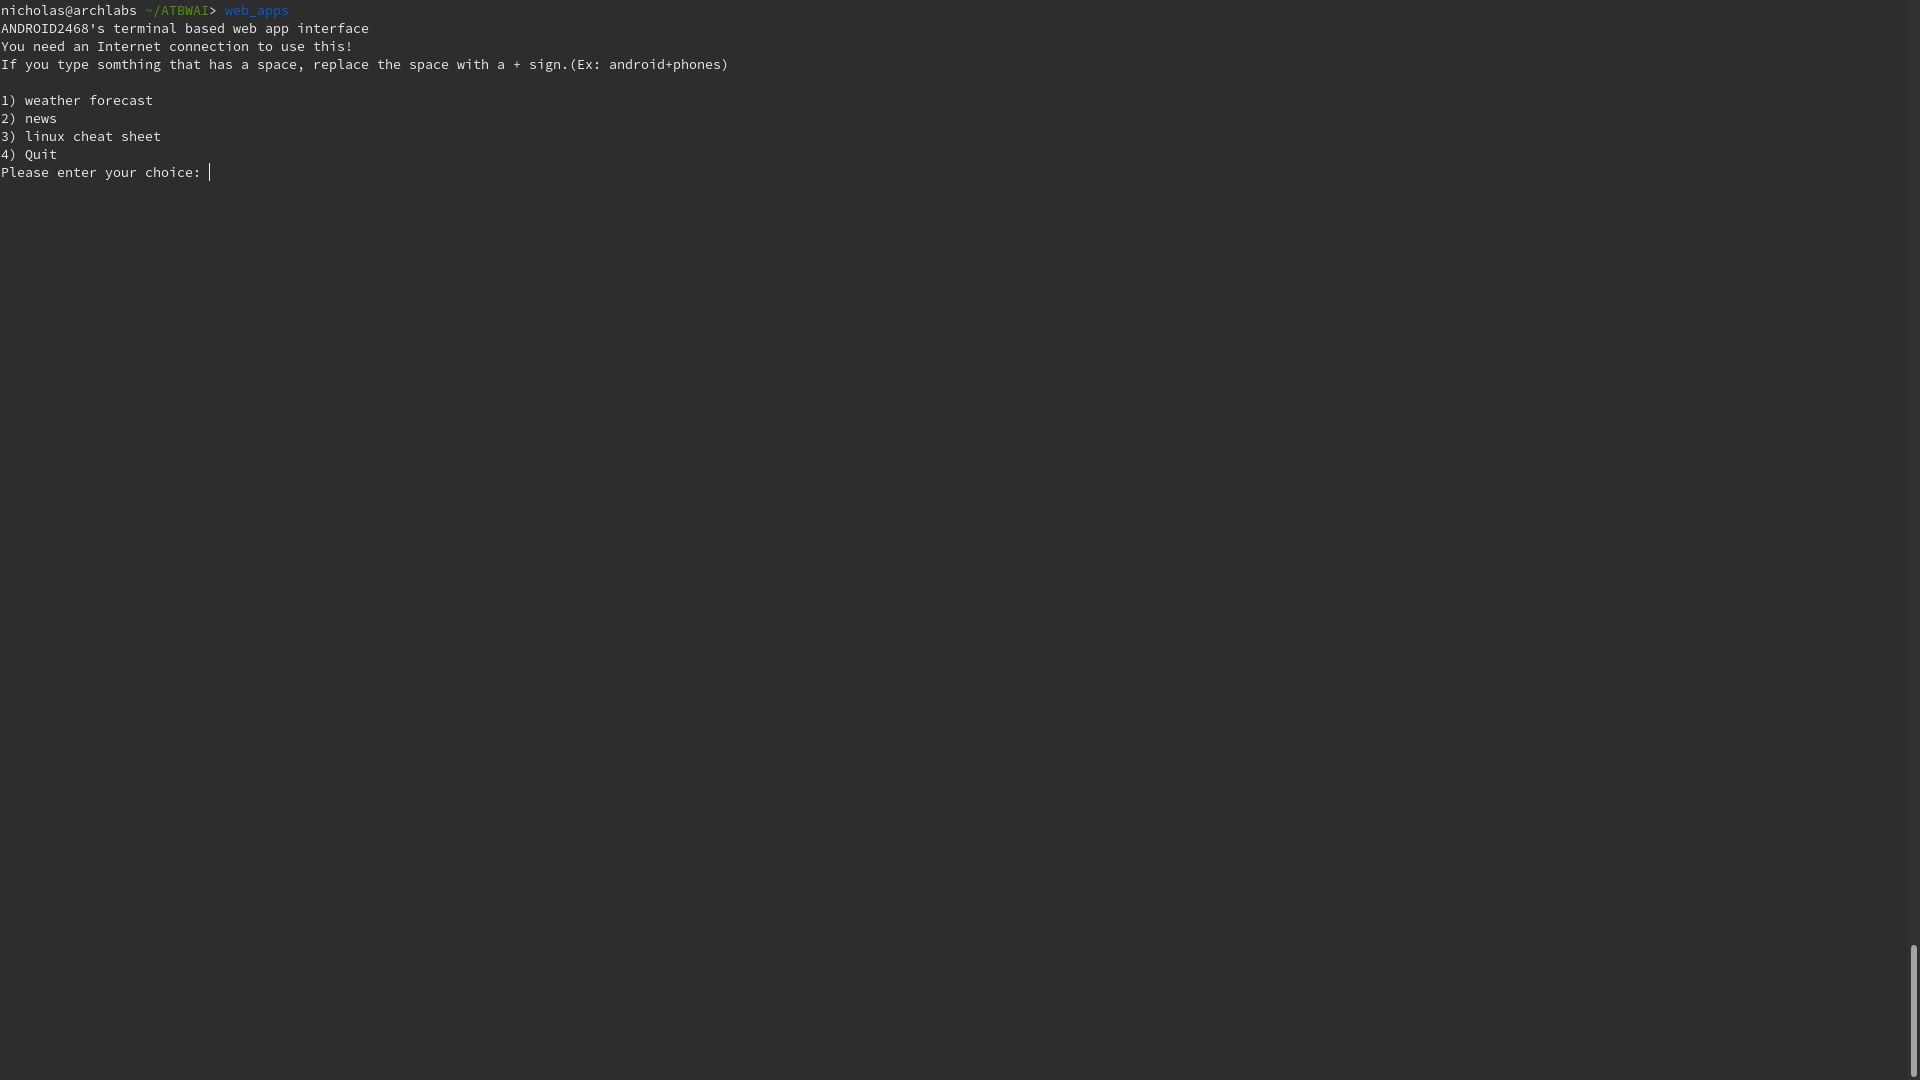 nicholas@archlabs ~/ATBWAI> web_apps
ANDROID2468's terminal based web app interface
You need an Internet connection to use this!
If you type somthing that has a space, replace the space with a + sign.(Ex: android+phones)
1) weather forecast
2) news
3) linux cheat sheet
4) Quit
Please enter your choice: